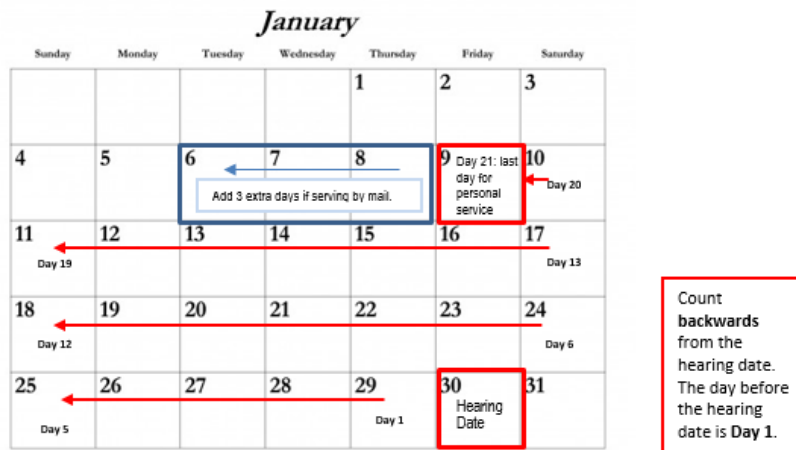 January
Sunday Monday Tuesday Wednesday Thursday Friday Saturday
1 2 3
4 5 6 7 8 9 10
Day 21: last
day for
personal
service
Day 20
Add 3 extra days if serving by mail.
11 12 13 14 15 16 17
Day 19 Day 13
18 19 20 21 22 23 24
Day 12 Day 6
25 26 27 28 29 30 31
Hearing
Date
Day 5 Day 1
Count
backwards
from the
hearing date.
The day before
the hearing
date is Day 1.